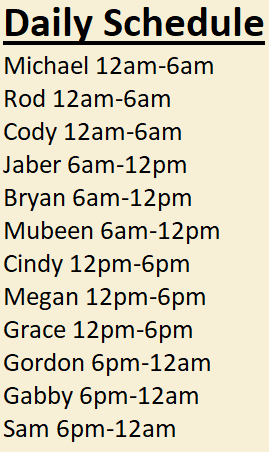 Daily Schedule
Michael 12am-6am
Rod 12am-6am
Cody 12am-6am
Jaber 6am-12pm
Bryan 6am-12pm
Mubeen 6am-12pm
Cindy 12pm-6pm
Megan 12pm-6pm
Grace 12pm-6pm
Gordon 6pm-12am
Gabby 6pm-12am
Sam 6pm-12am